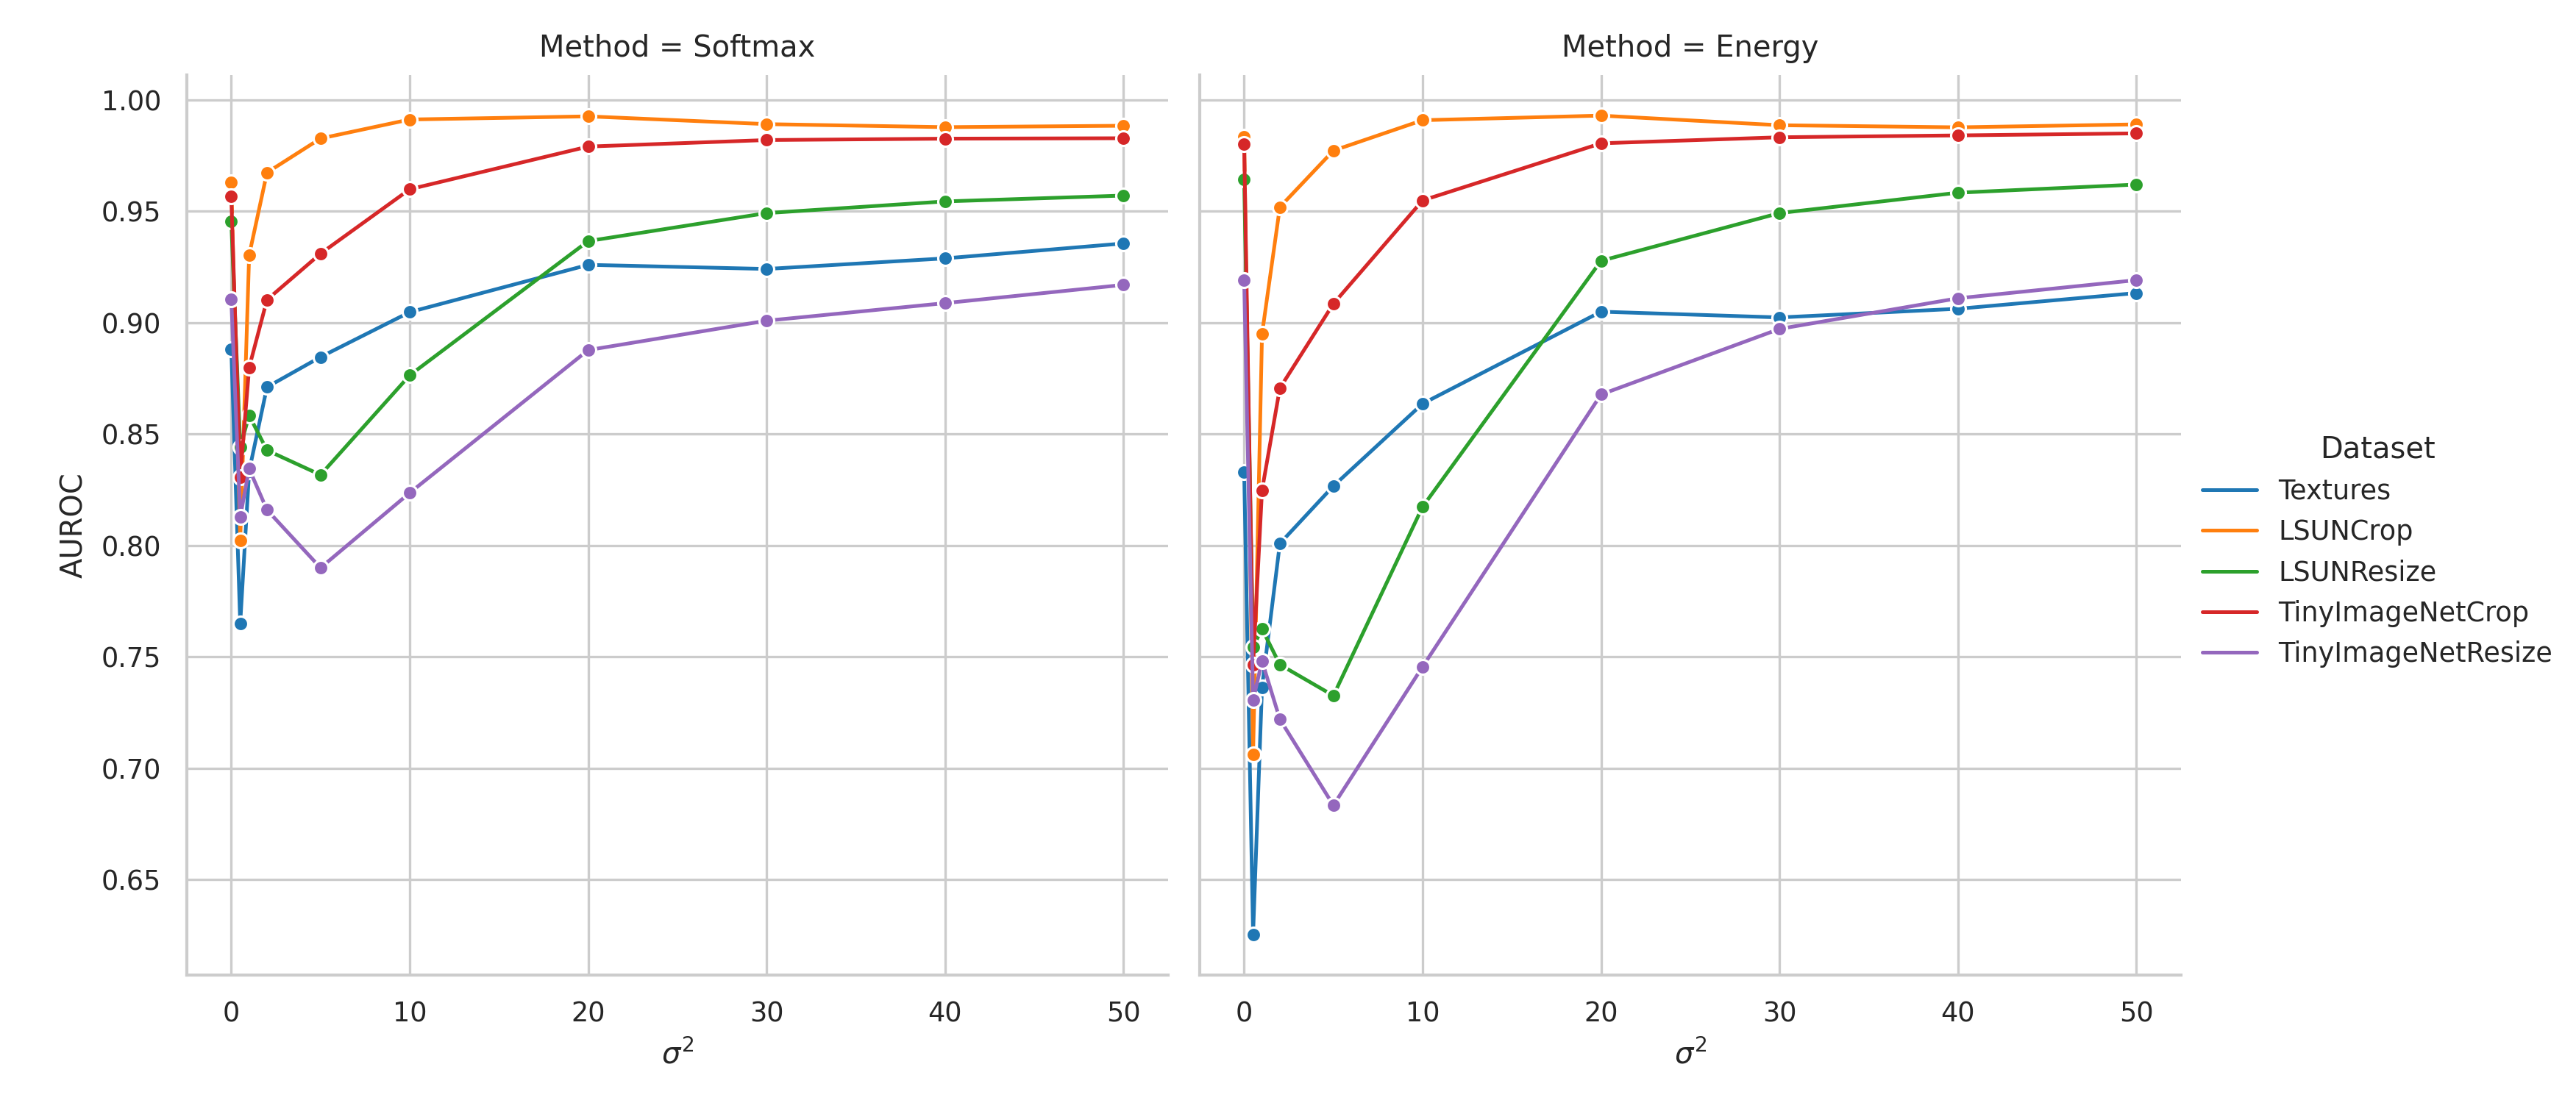 Method = Softmax
Method = Energy
1.00
0.95
0.90
0.85
0.80
0.75
0.70
0.65
AUROC
0 10 20 30 40 50
0 10 20 30 40 50
σ²
σ²
Dataset
Textures
LSUNCrop
LSUNResize
TinyImageNetCrop
TinyImageNetResize